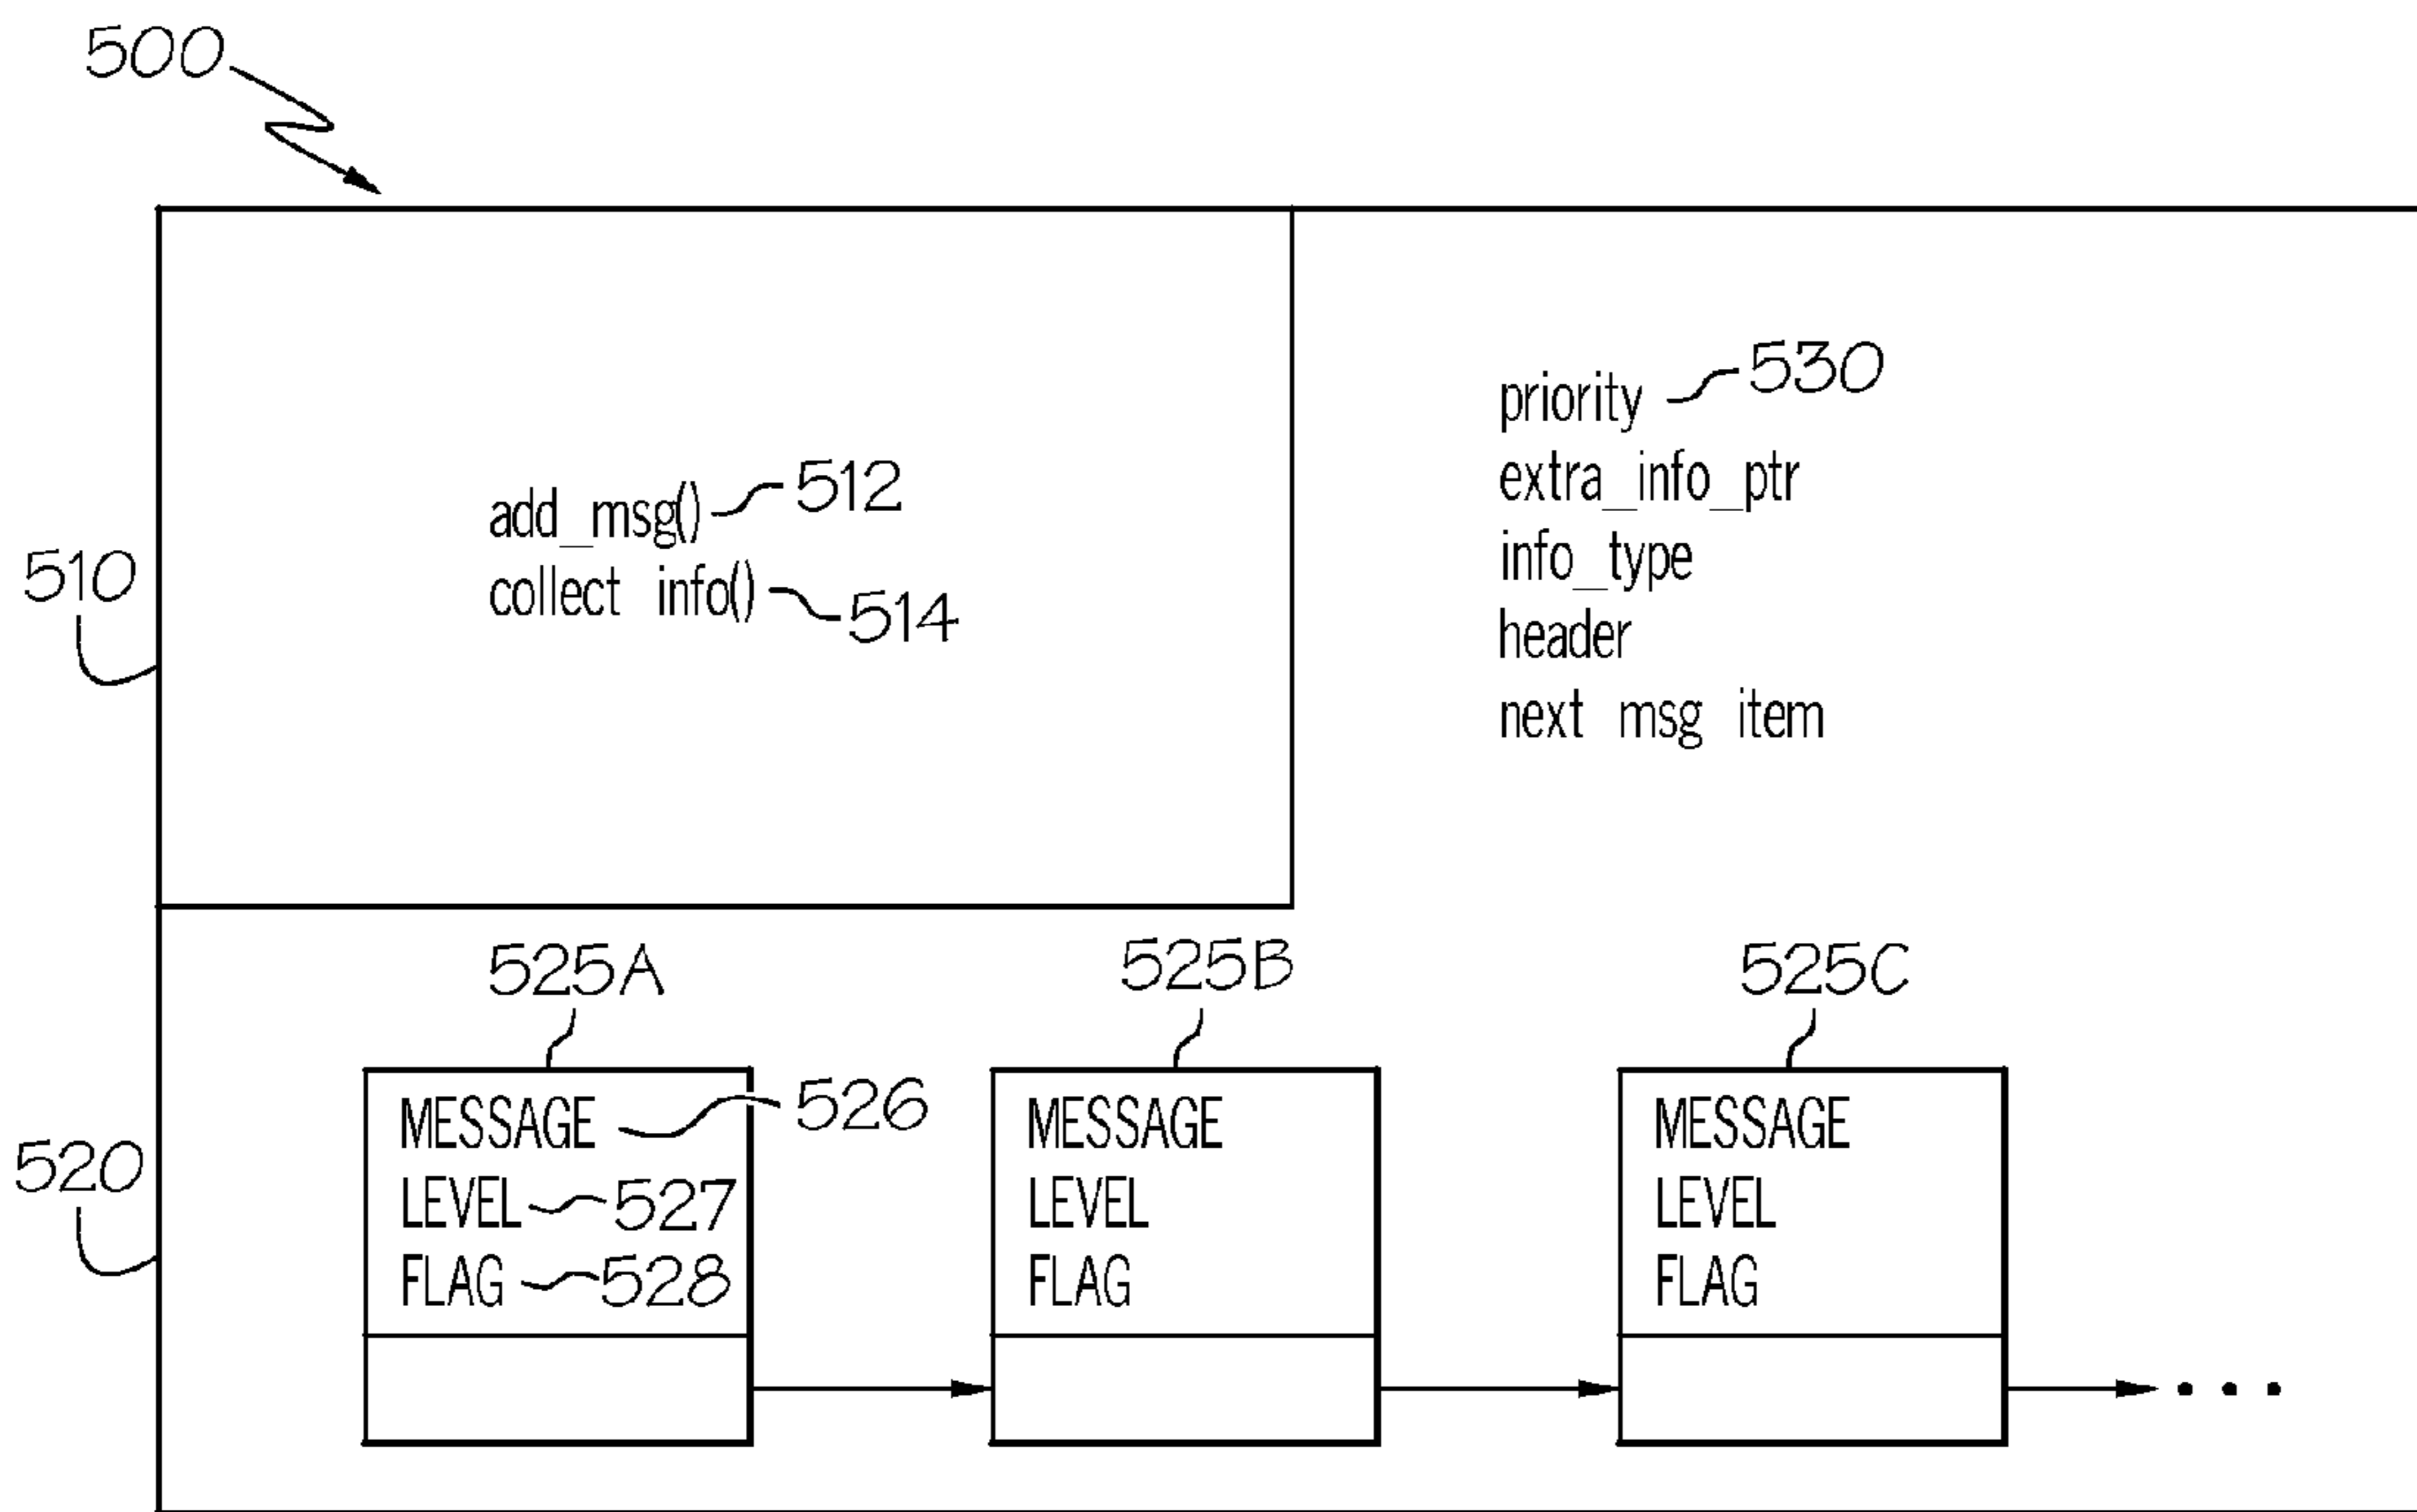 500
add_msg() 512
collect info() 514
510
priority 530
extra_info_ptr
info_type
header
next msg item
525A
MESSAGE 526
LEVEL 527
FLAG 528
525B
MESSAGE
LEVEL
FLAG
525C
MESSAGE
LEVEL
FLAG
• • •
520